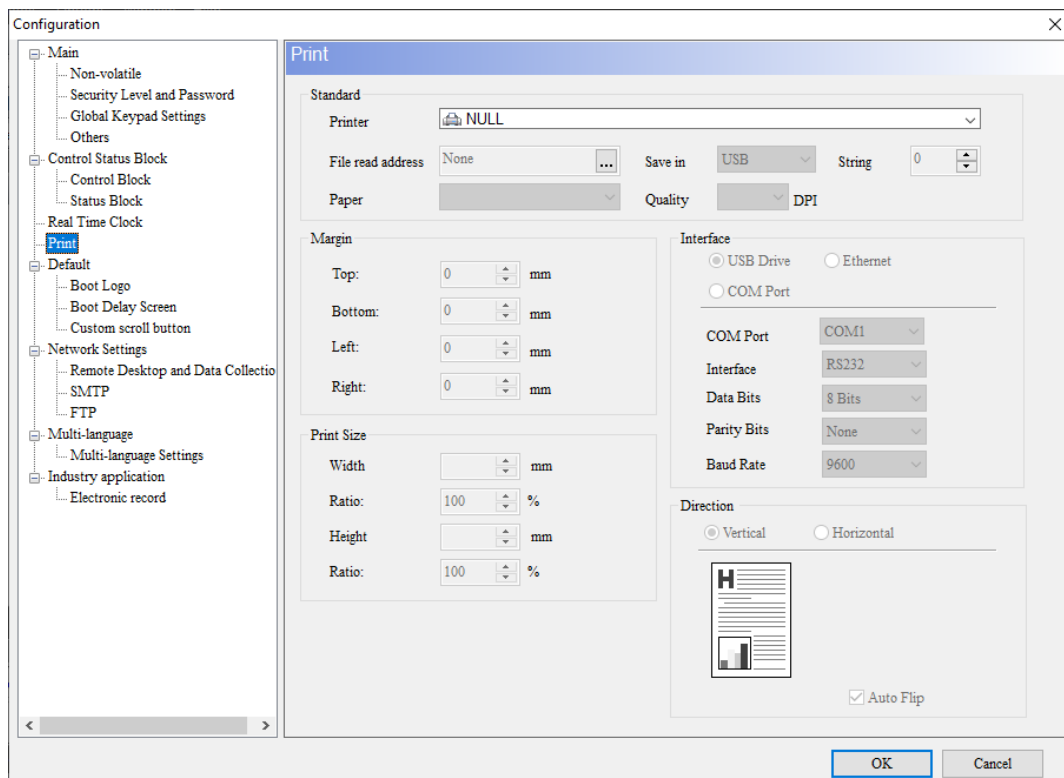 Configuration
Main
Non-volatile
Security Level and Password
Global Keypad Settings
Others
Control Status Block
Control Block
Status Block
Real Time Clock
Print
Default
Boot Logo
Boot Delay Screen
Custom scroll button
Network Settings
Remote Desktop and Data Collectio
SMTP
FTP
Multi-language
Multi-language Settings
Industry application
Electronic record
Print
Standard
Printer NULL
File read address None ... Save in USB String 0
Paper Quality DPI
Margin
Top: 0 mm
Bottom: 0 mm
Left: 0 mm
Right: 0 mm
Print Size
Width mm
Ratio: 100 %
Height mm
Ratio: 100 %
Interface
USB Drive Ethernet
COM Port
COM Port COM1
Interface RS232
Data Bits 8 Bits
Parity Bits None
Baud Rate 9600
Direction
Vertical Horizontal
H
Auto Flip
OK Cancel